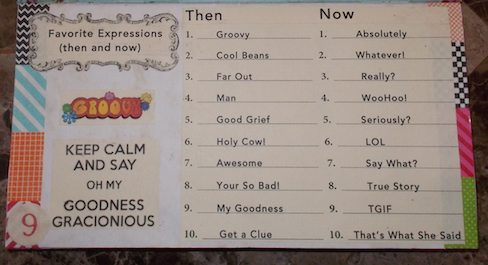 Favorite Expressions
(then and now)
GROOVY
KEEP CALM
AND SAY
OH MY
GOODNESS
GRACIONIOUS
9
Then
1. Groovy
2. Cool Beans
3. Far Out
4. Man
5. Good Grief
6. Holy Cow!
7. Awesome
8. Your So Bad!
9. My Goodness
10. Get a Clue
Now
1. Absolutely
2. Whatever!
3. Really?
4. WooHoo!
5. Seriously?
6. LOL
7. Say What?
8. True Story
9. TGIF
10. That's What She Said